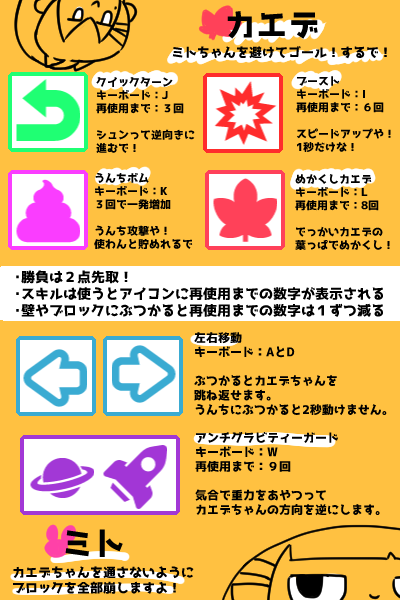 カエデ
ミトちゃんを避けてゴール！するで！
クイックターン
キーボード：J
再使用まで：３回
シュンって逆向きに
進むで！
ブースト
キーボード：I
再使用まで：６回
スピードアップや！
1秒だけな！
うんちボム
キーボード：K
３回で一発増加
うんち攻撃や！
使わんと貯めれるで
めかくしカエデ
キーボード：L
再使用まで：8回
でっかいカエデの
葉っぱでめかくし！
･勝負は２点先取！
･スキルは使うとアイコンに再使用までの数字が表示される
･壁やブロックにぶつかると再使用までの数字は１ずつ減る
左右移動
キーボード：AとD
ぶつかるとカエデちゃんを
跳ね返せます。
うんちにぶつかると2秒動けません。
アンチグラビティーガード
キーボード：W
再使用まで：９回
気合で重力をあやつって
カエデちゃんの方向を逆にします。
ミト
カエデちゃんを通さないように
ブロックを全部崩しますよ！